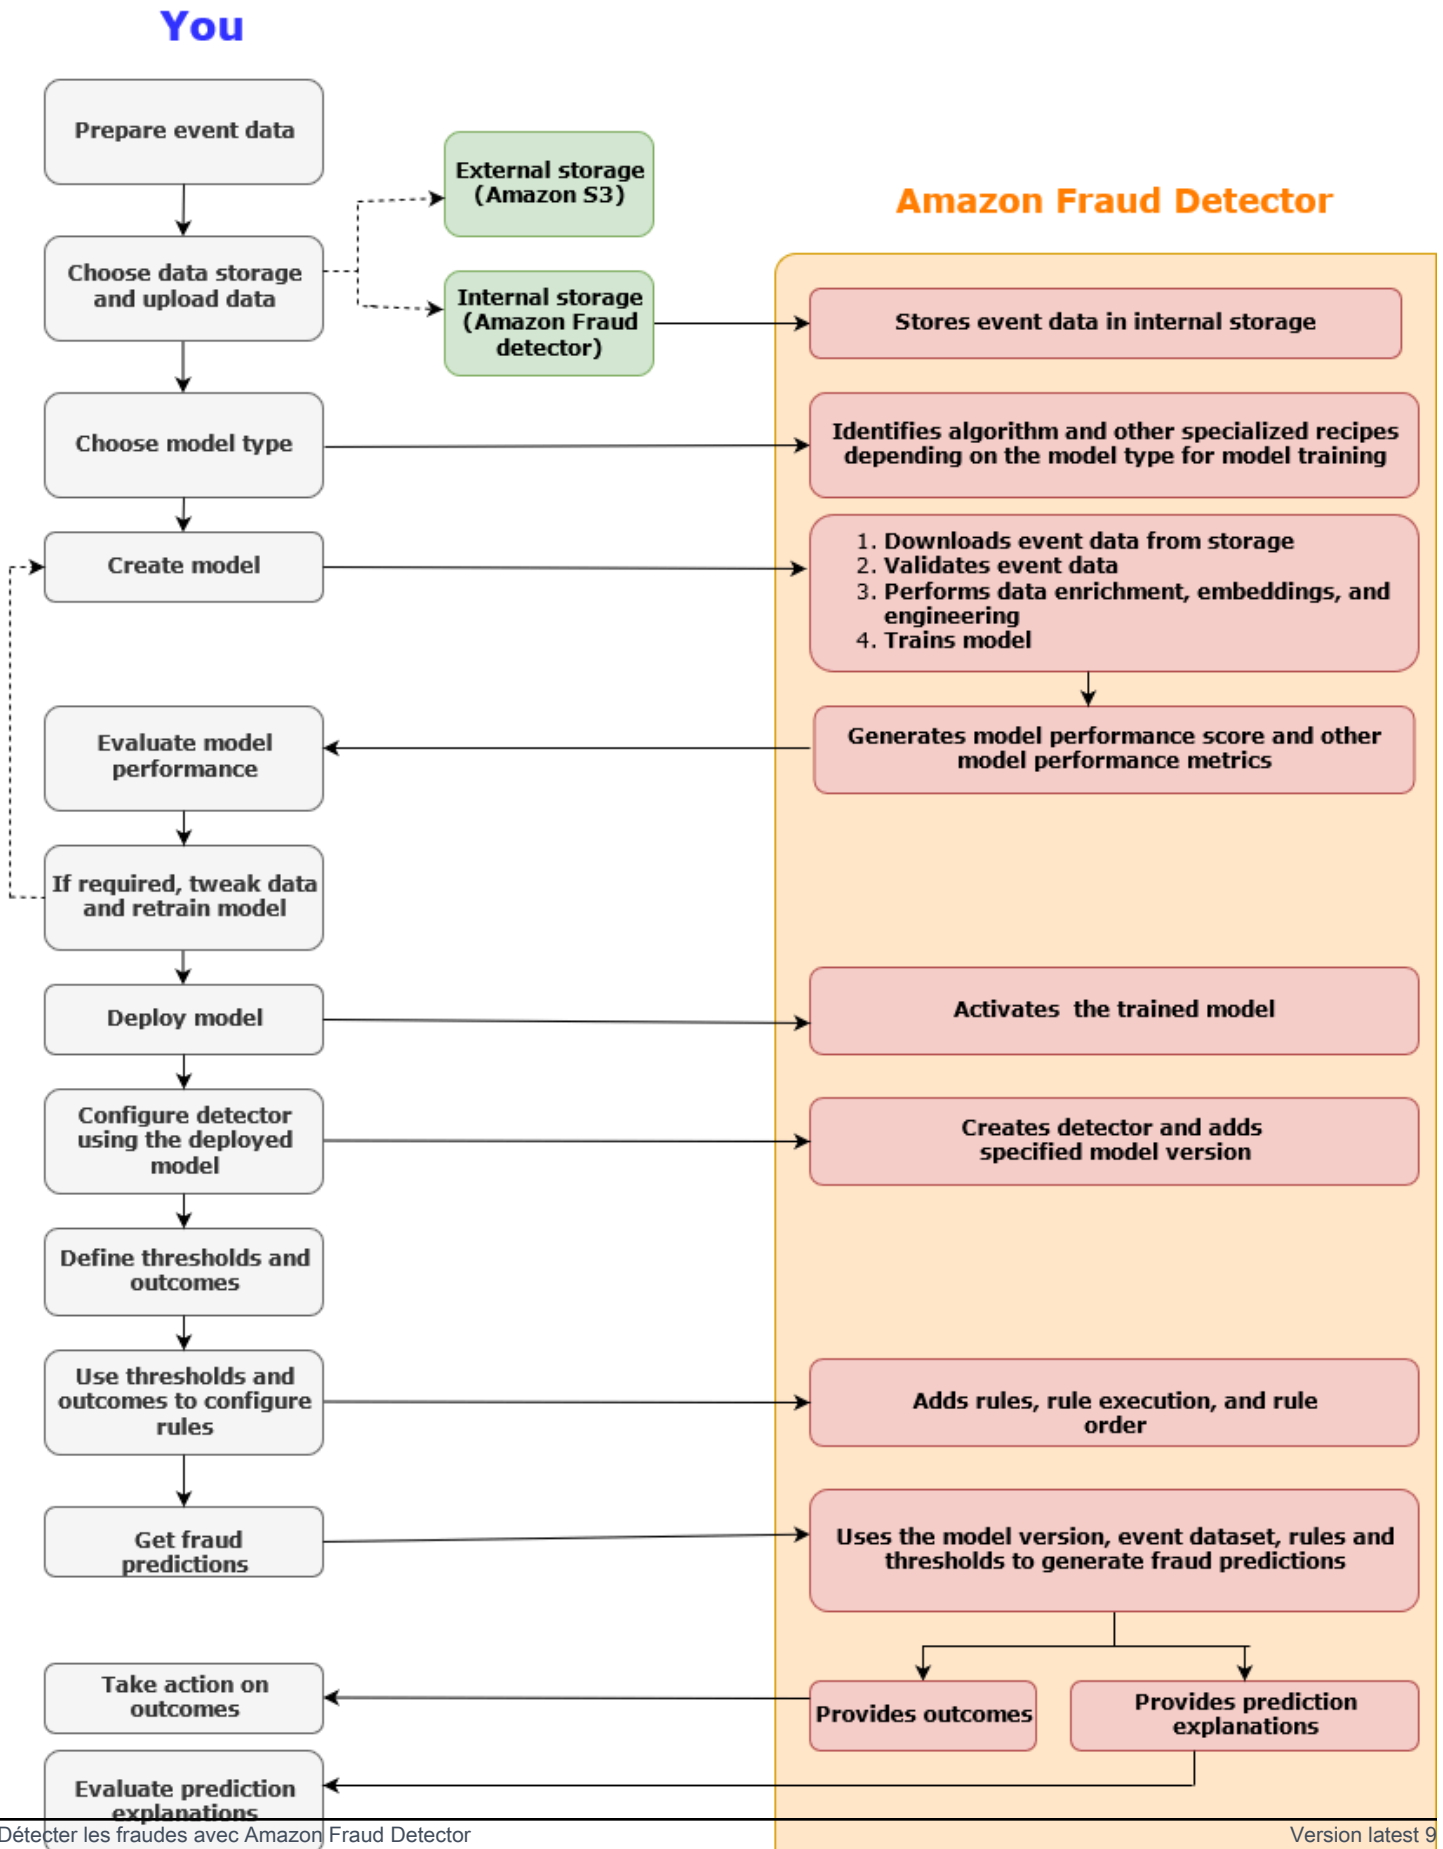 You
Prepare event data
External storage
(Amazon S3)
Amazon Fraud Detector
Choose data storage
and upload data
Internal storage
(Amazon Fraud
detector)
Stores event data in internal storage
Choose model type
Identifies algorithm and other specialized recipes
depending on the model type for model training
Create model
1. Downloads event data from storage
2. Validates event data
3. Performs data enrichment, embeddings, and
engineering
4. Trains model
Evaluate model
performance
Generates model performance score and other
model performance metrics
If required, tweak data
and retrain model
Deploy model
Activates the trained model
Configure detector
using the deployed
model
Creates detector and adds
specified model version
Define thresholds and
outcomes
Use thresholds and
outcomes to configure
rules
Adds rules, rule execution, and rule
order
Get fraud
predictions
Uses the model version, event dataset, rules and
thresholds to generate fraud predictions
Take action on
outcomes
Provides outcomes
Provides prediction
explanations
Evaluate prediction
explanations
Détecter les fraudes avec Amazon Fraud Detector
Version latest 9